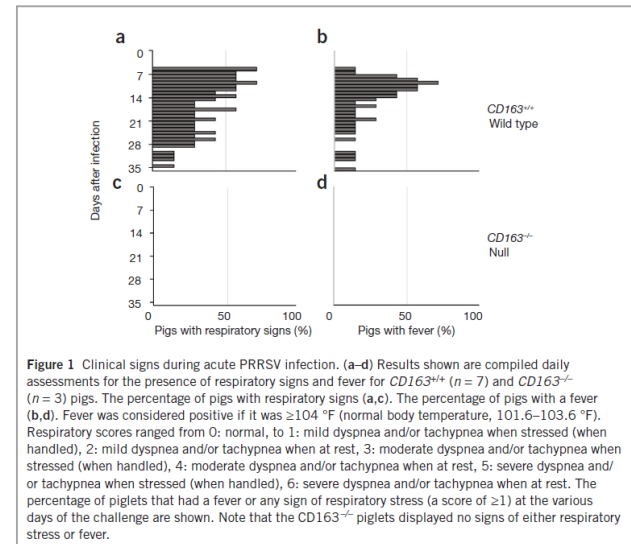 a
b
0
7
14
21
28
35
Days after infection
CD163+/+
Wild type
c
d
0
7
14
21
28
35
CD163–/–
Null
0 50 100 0 50 100
Pigs with respiratory signs (%) Pigs with fever (%)
Figure 1 Clinical signs during acute PRRSV infection. (a–d) Results shown are compiled daily
assessments for the presence of respiratory signs and fever for CD163+/+ (n = 7) and CD163–/–
(n = 3) pigs. The percentage of pigs with respiratory signs (a,c). The percentage of pigs with a fever
(b,d). Fever was considered positive if it was ≥104 °F (normal body temperature, 101.6–103.6 °F).
Respiratory scores ranged from 0: normal, to 1: mild dyspnea and/or tachypnea when stressed (when
handled), 2: mild dyspnea and/or tachypnea when at rest, 3: moderate dyspnea and/or tachypnea when
stressed (when handled), 4: moderate dyspnea and/or tachypnea when at rest, 5: severe dyspnea and/
or tachypnea when stressed (when handled), 6: severe dyspnea and/or tachypnea when at rest. The
percentage of piglets that had a fever or any sign of respiratory stress (a score of ≥1) at the various
days of the challenge are shown. Note that the CD163–/– piglets displayed no signs of either respiratory
stress or fever.